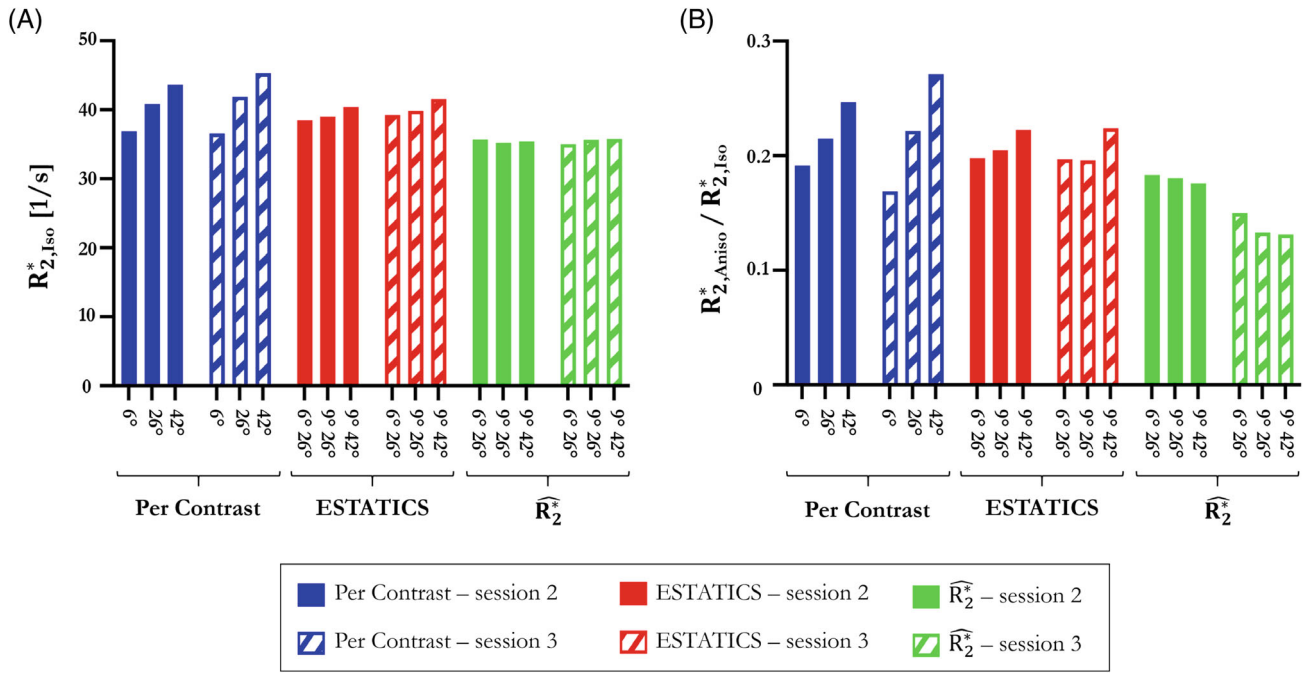 (A)
R*2,Iso [1/s]
50
40
30
20
10
0
6° 26° 42° 6° 26° 42° 6° 26° 9° 26° 9° 42° 6° 26° 9° 26° 9° 42° 6° 26° 9° 26° 9° 42° 6° 26° 9° 26° 9° 42°
Per Contrast ESTATICS R̂*2
(B)
R*2,Aniso / R*2,Iso
0.3
0.2
0.1
0
6° 26° 42° 6° 26° 42° 6° 26° 9° 26° 9° 42° 6° 26° 9° 26° 9° 42° 6° 26° 9° 26° 9° 42° 6° 26° 9° 26° 9° 42°
Per Contrast ESTATICS R̂*2
Per Contrast – session 2 ESTATICS – session 2 R̂*2 – session 2
Per Contrast – session 3 ESTATICS – session 3 R̂*2 – session 3